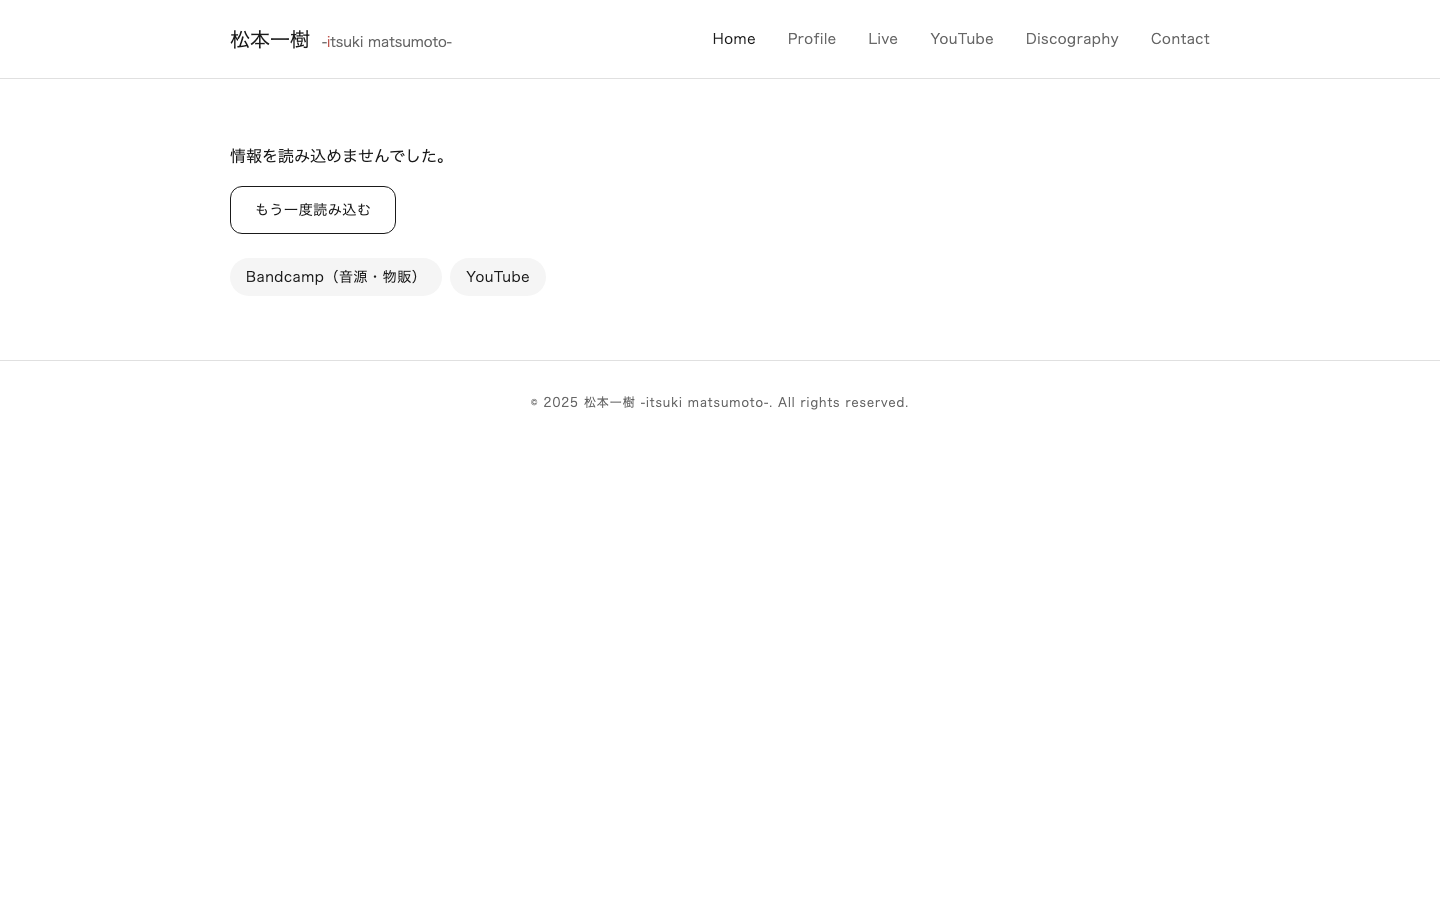 松本一樹 -itsuki matsumoto-
Home Profile Live YouTube Discography Contact
情報を読み込めませんでした。
もう一度読み込む
Bandcamp（音源・物販） YouTube
© 2025 松本一樹 -itsuki matsumoto-. All rights reserved.